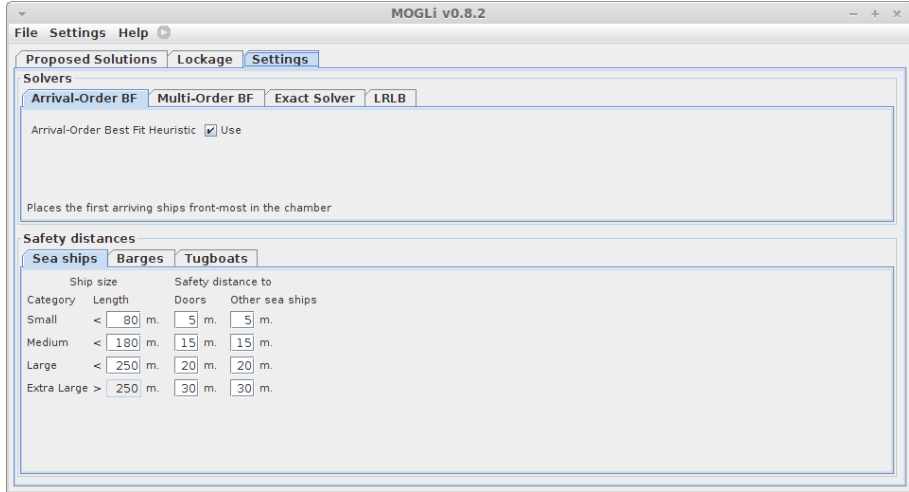 MOGLi v0.8.2
File Settings Help
Proposed Solutions Lockage Settings
Solvers
Arrival-Order BF Multi-Order BF Exact Solver LRLB
Arrival-Order Best Fit Heuristic Use
Places the first arriving ships front-most in the chamber
Safety distances
Sea ships Barges Tugboats
Ship size Safety distance to
Category Length Doors Other sea ships
Small < 80 m. 5 m. 5 m.
Medium < 180 m. 15 m. 15 m.
Large < 250 m. 20 m. 20 m.
Extra Large > 250 m. 30 m. 30 m.